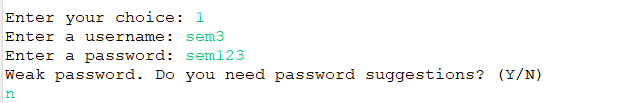 Enter your choice: 1
Enter a username: sem3
Enter a password: sem123
Weak password. Do you need password suggestions? (Y/N)
n